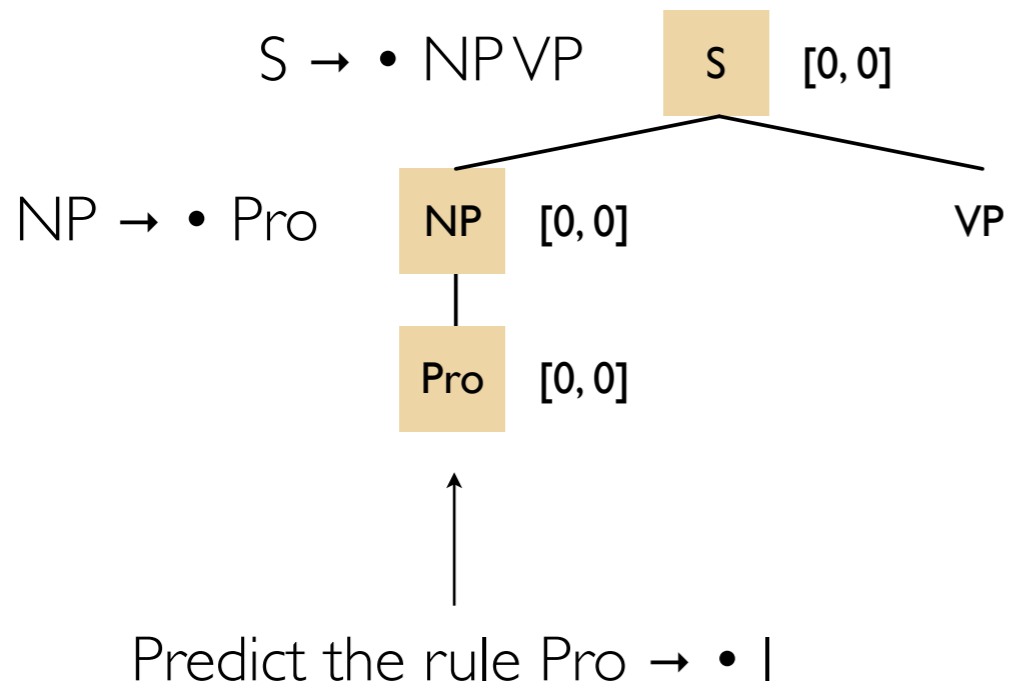 S → • NP VP
S [0, 0]
NP → • Pro
NP [0, 0]
VP
Pro [0, 0]
Predict the rule Pro → • I